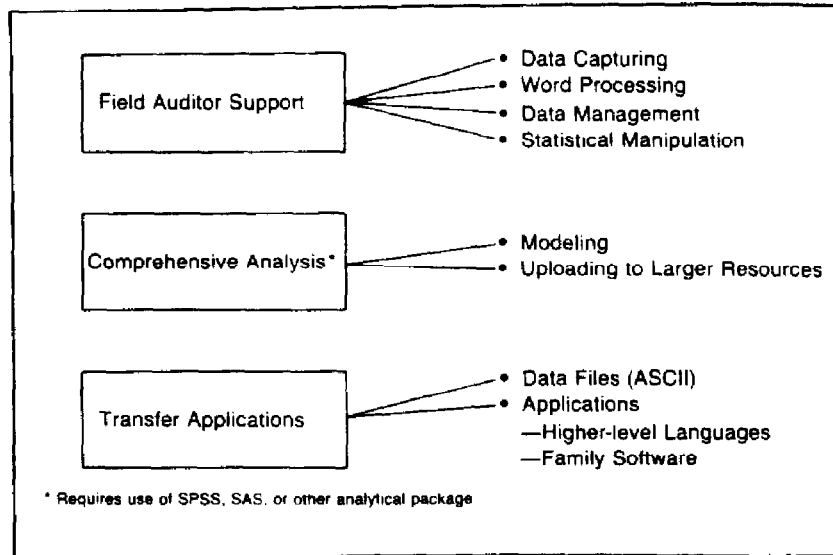 Field Auditor Support
• Data Capturing
• Word Processing
• Data Management
• Statistical Manipulation
Comprehensive Analysis*
• Modeling
• Uploading to Larger Resources
Transfer Applications
• Data Files (ASCII)
• Applications
—Higher-level Languages
—Family Software
* Requires use of SPSS, SAS, or other analytical package